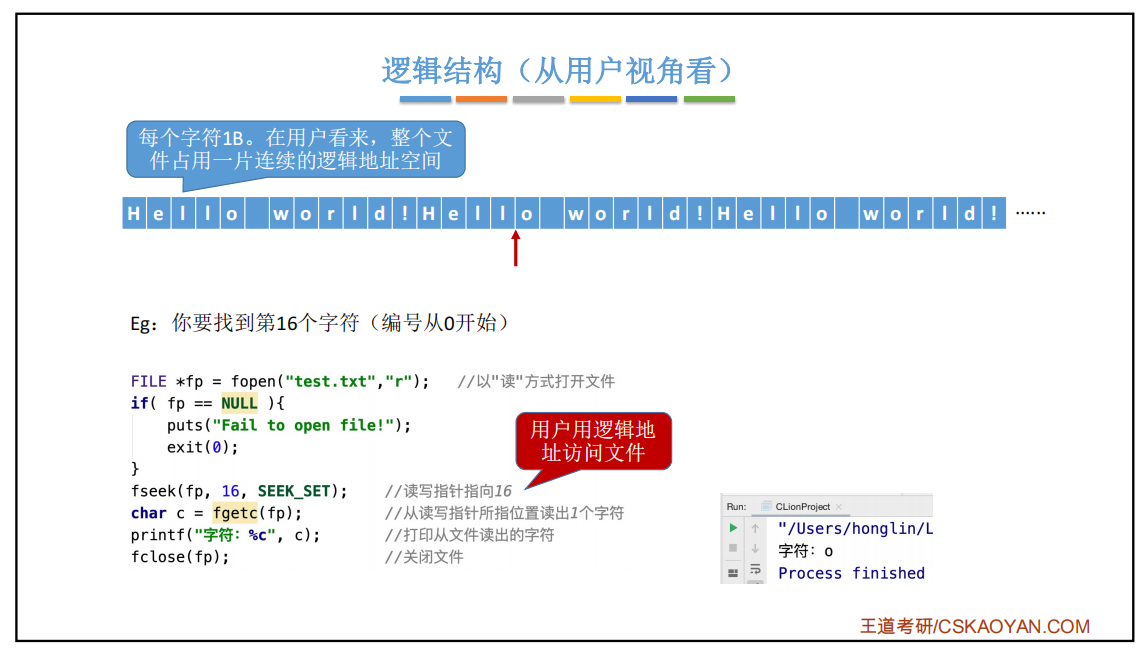 逻辑结构（从用户视角看）
每个字符1B。在用户看来，整个文
件占用一片连续的逻辑地址空间
Hello world!Hello world!Hello world! ······
Eg：你要找到第16个字符（编号从0开始）
FILE *fp = fopen("test.txt","r"); //以"读"方式打开文件
if( fp == NULL ){
puts("Fail to open file!");
exit(0);
}
用户用逻辑地
址访问文件
fseek(fp, 16, SEEK_SET); //读写指针指向16
char c = fgetc(fp); //从读写指针所指位置读出1个字符
printf("字符：%c", c); //打印从文件读出的字符
fclose(fp); //关闭文件
Run: CLionProject ×
"/Users/honglin/L
字符：o
Process finished
王道考研/CSKAOYAN.COM